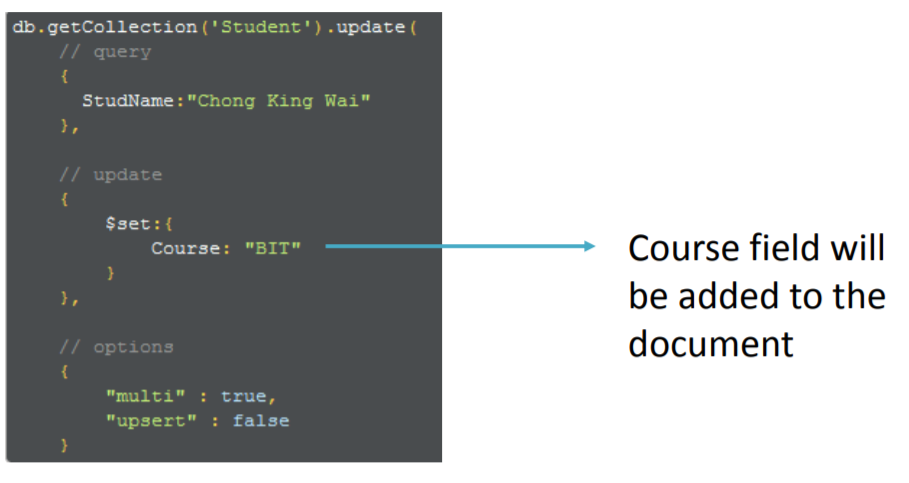 db.getCollection('Student').update(
// query
{
StudName:"Chong King Wai"
},
// update
{
$set:{
Course: "BIT"
}
},
// options
{
"multi" : true,
"upsert" : false
}
Course field will
be added to the
document